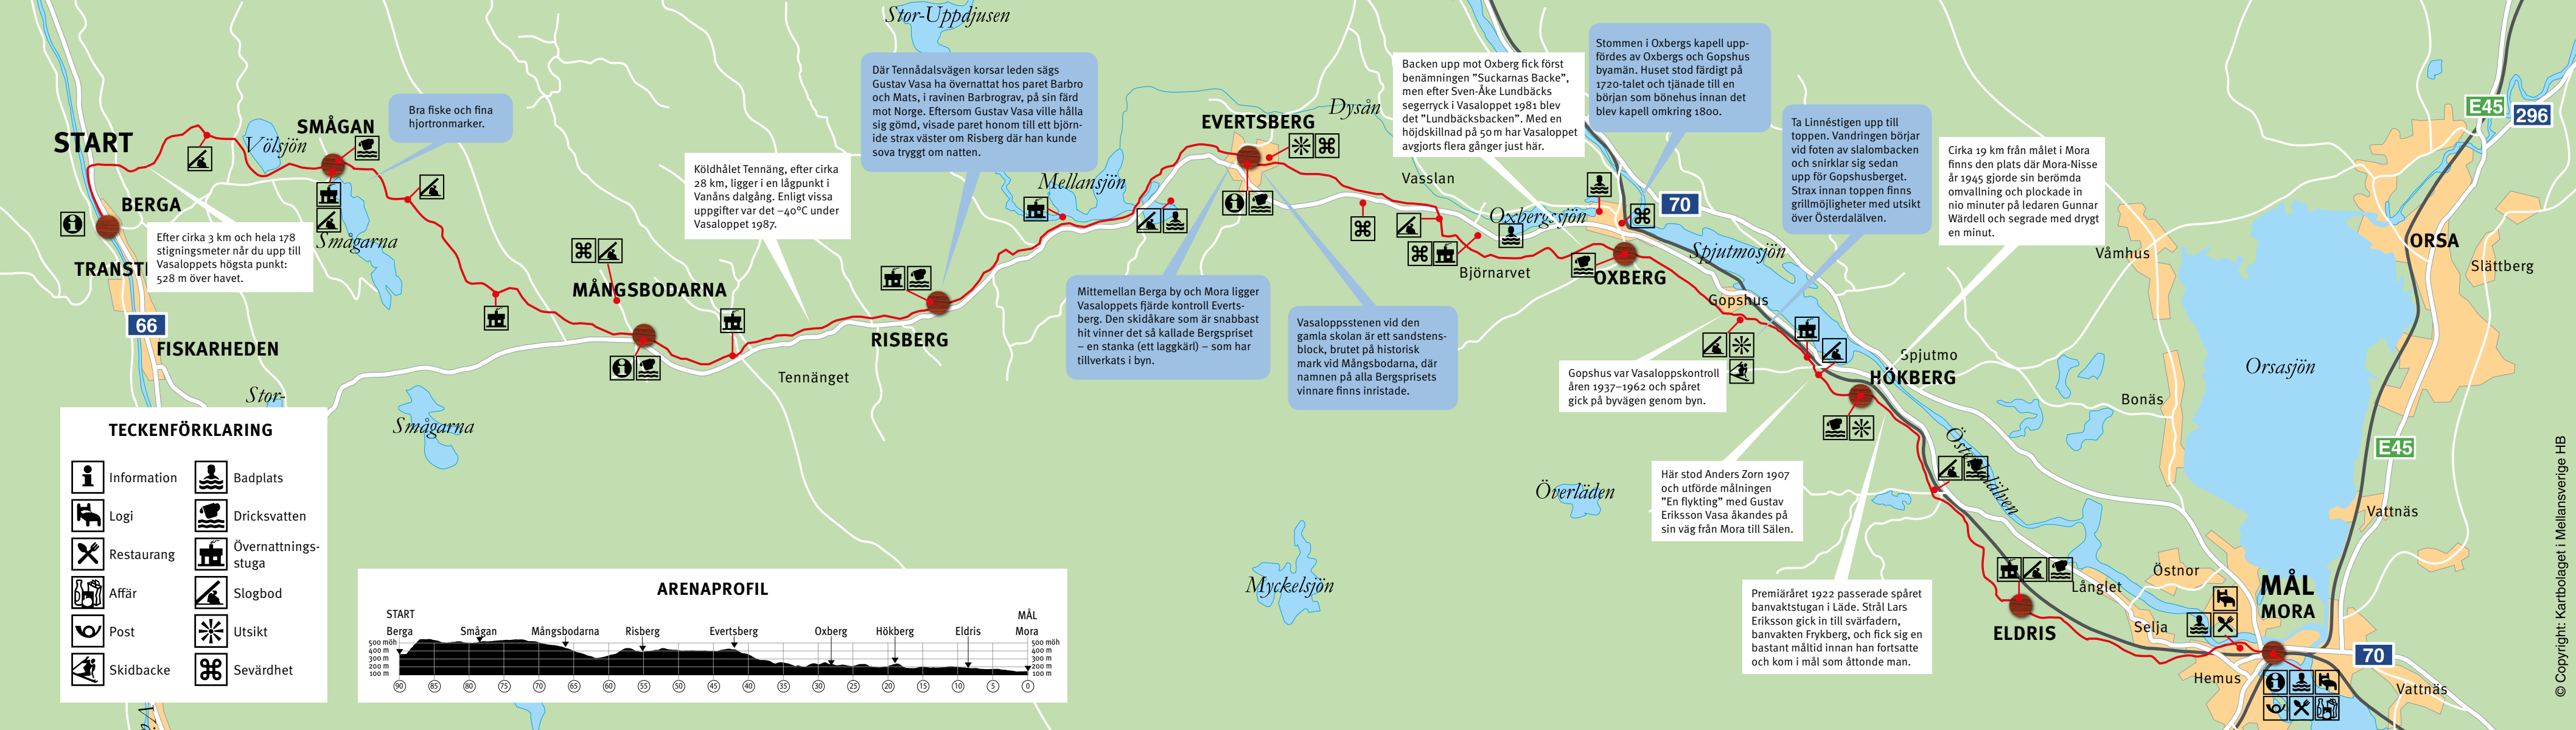 Stor-Uppdjusen
START
Völsjön
SMÅGAN
Bra fiske och fina
hjortronmarker.
BERGA
Smågarna
TRANST
Efter cirka 3 km och hela 178
stigningsmeter når du upp till
Vasaloppets högsta punkt:
528 m över havet.
66
FISKARHEDEN
Stor-
Smågarna
MÅNGSBODARNA
Köldhålet Tennäng, efter cirka
28 km, ligger i en lågpunkt i
Vanåns dalgång. Enligt vissa
uppgifter var det –40°C under
Vasaloppet 1987.
Tennänget
Där Tennådalsvägen korsar leden sägs
Gustav Vasa ha övernattat hos paret Barbro
och Mats, i ravinen Barbrograv, på sin färd
mot Norge. Eftersom Gustav Vasa ville hålla
sig gömd, visade paret honom till ett björn-
ide strax väster om Risberg där han kunde
sova tryggt om natten.
RISBERG
Mellansjön
EVERTSBERG
Mittemellan Berga by och Mora ligger
Vasaloppets fjärde kontroll Everts-
berg. Den skidåkare som är snabbast
hit vinner det så kallade Bergspriset
– en stanka (ett laggkärl) – som har
tillverkats i byn.
Vasaloppsstenen vid den
gamla skolan är ett sandstens-
block, brutet på historisk
mark vid Mångsbodarna, där
namnen på alla Bergsprisets
vinnare finns inristade.
Dysån
Vasslan
Backen upp mot Oxberg fick först
benämningen ”Suckarnas Backe”,
men efter Sven-Åke Lundbäcks
segerryck i Vasaloppet 1981 blev
det ”Lundbäcksbacken”. Med en
höjdskillnad på 50 m har Vasaloppet
avgjorts flera gånger just här.
Stommen i Oxbergs kapell upp-
fördes av Oxbergs och Gopshus
byamän. Huset stod färdigt på
1720-talet och tjänade till en
början som bönehus innan det
blev kapell omkring 1800.
Oxbergssjön
70
Björnarvet
OXBERG
Spjutmosjön
Ta Linnéstigen upp till
toppen. Vandringen börjar
vid foten av slalombacken
och snirklar sig sedan
upp för Gopshusberget.
Strax innan toppen finns
grillmöjligheter med utsikt
över Österdalälven.
Cirka 19 km från målet i Mora
finns den plats där Mora-Nisse
år 1945 gjorde sin berömda
omvallning och plockade in
nio minuter på ledaren Gunnar
Wärdell och segrade med drygt
en minut.
Gopshus
Gopshus var Vasaloppskontroll
åren 1937–1962 och spåret
gick på byvägen genom byn.
Spjutmo
HÖKBERG
Österdalälven
Här stod Anders Zorn 1907
och utförde målningen
”En flykting” med Gustav
Eriksson Vasa åkandes på
sin väg från Mora till Sälen.
Premiäråret 1922 passerade spåret
banvaktstugan i Läde. Strål Lars
Eriksson gick in till svärfadern,
banvakten Frykberg, och fick sig en
bastant måltid innan han fortsatte
och kom i mål som åttonde man.
Överläden
Myckelsjön
ELDRIS
Långlet
Östnor
Selja
Hemus
MÅL
MORA
70
Vattnäs
Vattnäs
Bonäs
Våmhus
Orsasjön
ORSA
Slättberg
E45
296
E45
TECKENFÖRKLARING
Information
Logi
Restaurang
Affär
Post
Skidbacke
Badplats
Dricksvatten
Övernattnings-
stuga
Slogbod
Utsikt
Sevärdhet
ARENAPROFIL
START
MÅL
Berga Smågan Mångsbodarna Risberg Evertsberg Oxberg Hökberg Eldris Mora
500 möh 500 möh
400 m 400 m
300 m 300 m
200 m 200 m
100 m 100 m
90 85 80 75 70 65 60 55 50 45 40 35 30 25 20 15 10 5 0
© Copyright: Kartbolaget i Mellansverige HB